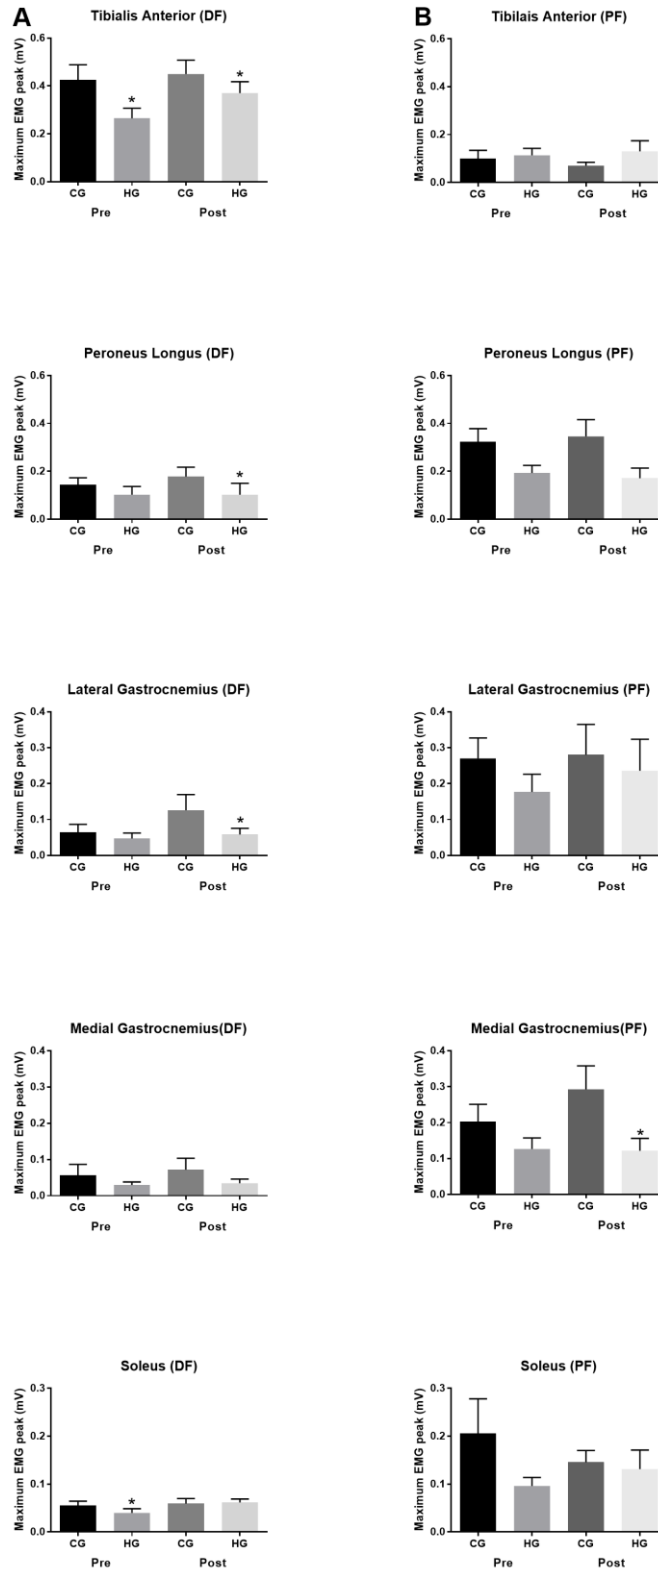 A
B
Tibialis Anterior (DF)
Maximum EMG peak (mV)
0.6
0.4
0.2
0.0
*
*
CG HG CG HG
Pre Post
Tibilais Anterior (PF)
Maximum EMG peak (mV)
0.6
0.4
0.2
0.0
CG HG CG HG
Pre Post
Peroneus Longus (DF)
Maximum EMG peak (mV)
0.6
0.4
0.2
0.0
*
CG HG CG HG
Pre Post
Peroneus Longus (PF)
Maximum EMG peak (mV)
0.6
0.4
0.2
0.0
CG HG CG HG
Pre Post
Lateral Gastrocnemius (DF)
Maximum EMG peak (mV)
0.4
0.3
0.2
0.1
0.0
*
CG HG CG HG
Pre Post
Lateral Gastrocnemius (PF)
Maximum EMG peak (mV)
0.4
0.3
0.2
0.1
0.0
CG HG CG HG
Pre Post
Medial Gastrocnemius(DF)
Maximum EMG peak (mV)
0.4
0.3
0.2
0.1
0.0
CG HG CG HG
Pre Post
Medial Gastrocnemius(PF)
Maximum EMG peak (mV)
0.4
0.3
0.2
0.1
0.0
*
CG HG CG HG
Pre Post
Soleus (DF)
Maximum EMG peak (mV)
0.3
0.2
0.1
0.0
*
CG HG CG HG
Pre Post
Soleus (PF)
Maximum EMG peak (mV)
0.3
0.2
0.1
0.0
CG HG CG HG
Pre Post